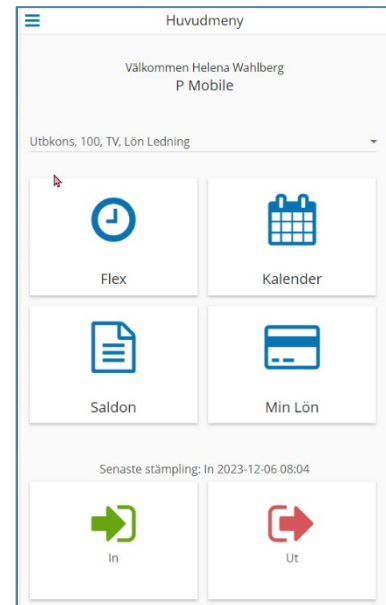 Huvudmeny
Välkommen Helena Wahlberg
P Mobile
Utbkons, 100, TV, Lön Ledning
Flex
Kalender
Saldon
Min Lön
Senaste stämpling: In 2023-12-06 08:04
In
Ut